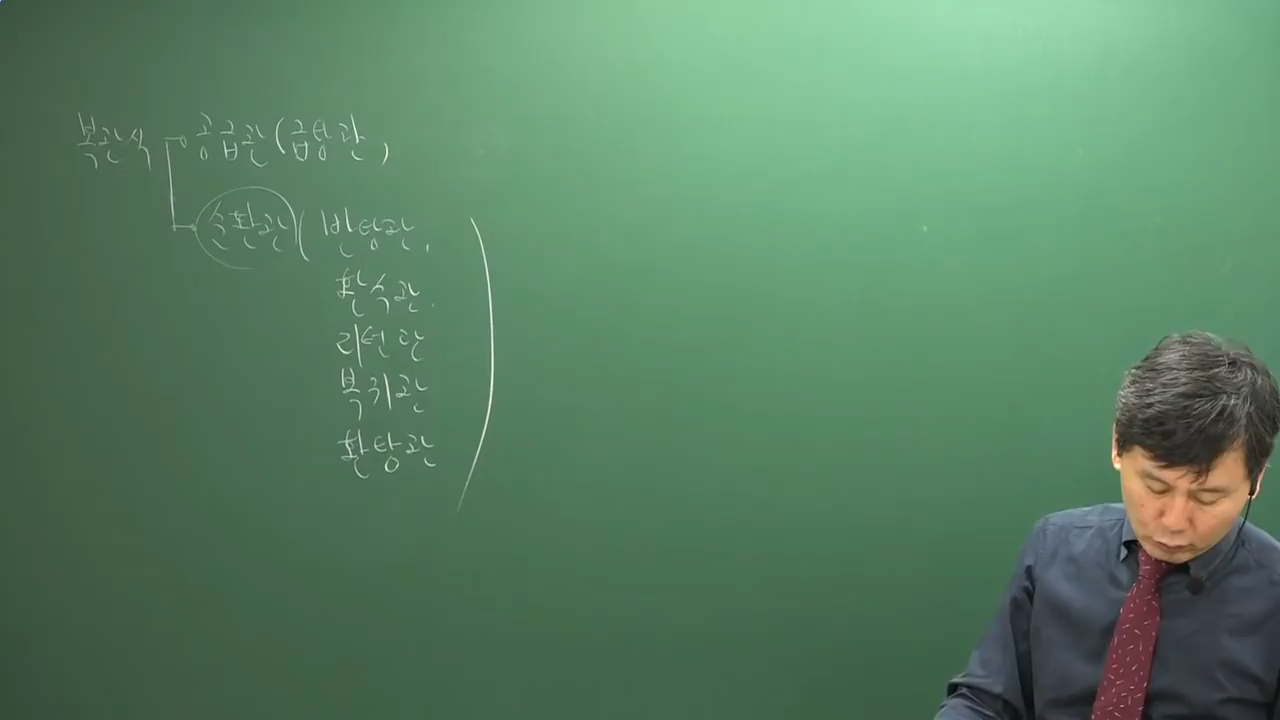 복관식 공급관(급탕관)
순환관( 반탕관,
환수관.
리턴관
복귀관
환탕관 )